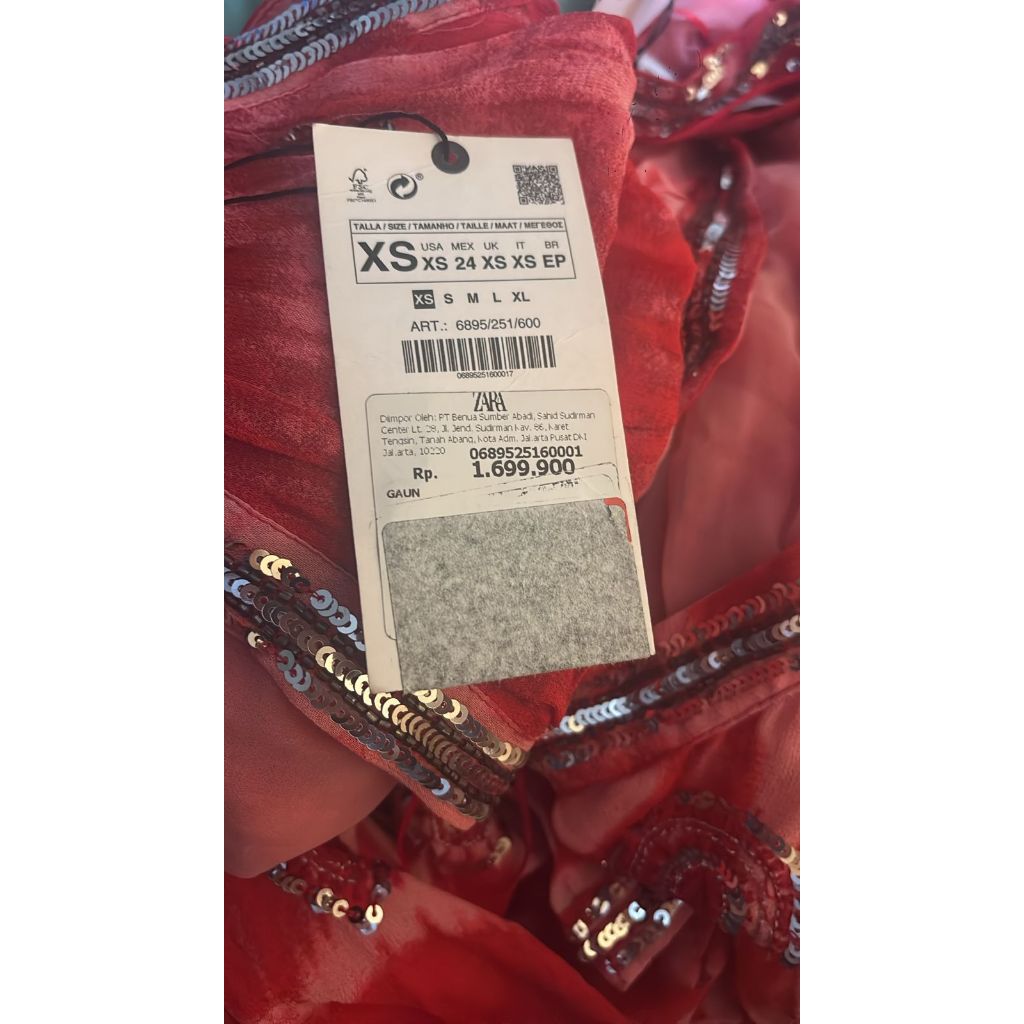 FSC
®
TALLA / SIZE / TAMANHO / TAILLE / MAAT / ΜΕΓΕΘΟΣ
XS USA MEX UK IT BR
XS 24 XS XS EP
XS S M L XL
ART.: 6895/251/600
06895251600017
ZARA
Diimpor Oleh: PT Benua Sumber Abadi, Sahid Sudirman
Center Lt. 28, Jl. Jend. Sudirman Kav. 86, Karet
Tengsin, Tanah Abang, Kota Adm. Jakarta Pusat DKI
Jakarta, 10220 0689525160001
Rp. 1.699.900
GAUN